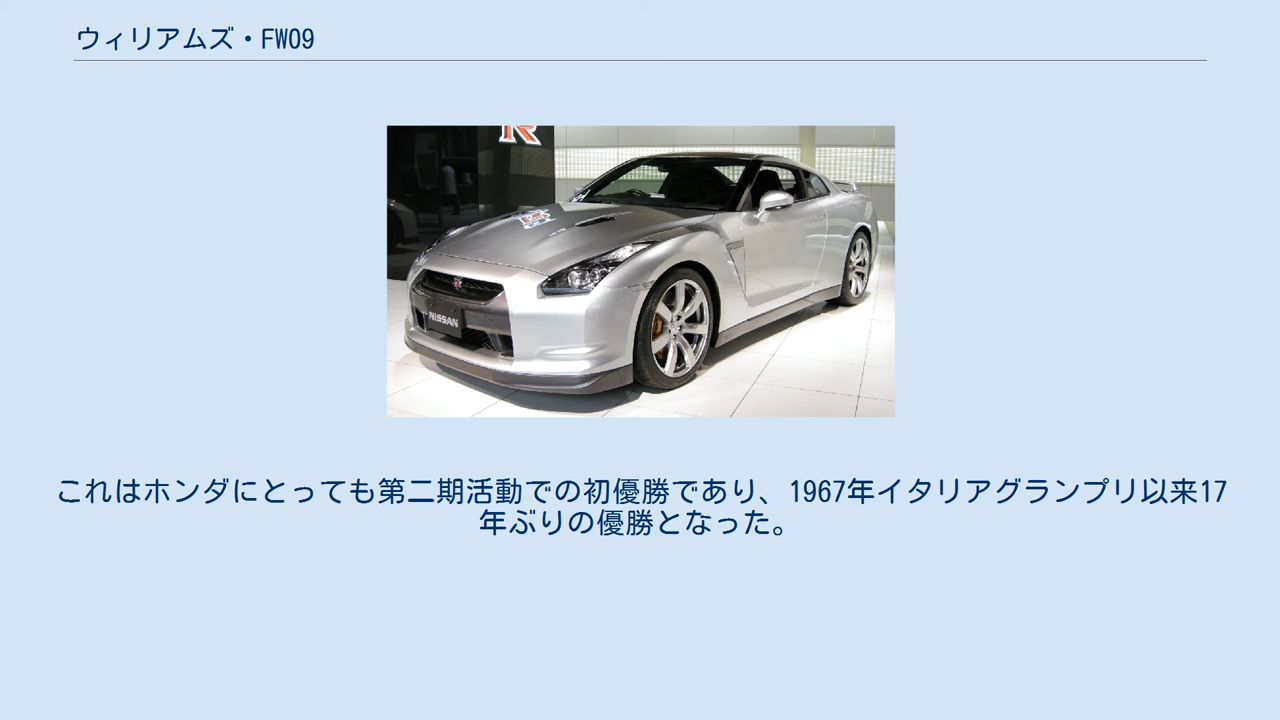 ウィリアムズ・FW09
R
NISSAN
これはホンダにとっても第二期活動での初優勝であり、1967年イタリアグランプリ以来17
年ぶりの優勝となった。